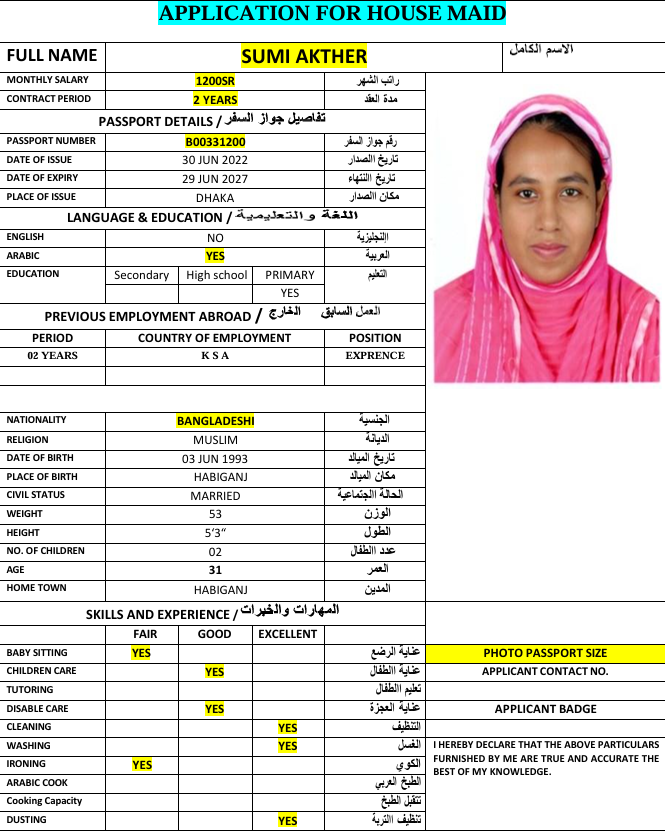 APPLICATION FOR HOUSE MAID
FULL NAME SUMI AKTHER الاسم الكامل
MONTHLY SALARY 1200SR راتب الشهر
CONTRACT PERIOD 2 YEARS مدة العقد
PASSPORT DETAILS / تفاصيل جواز السفر
PASSPORT NUMBER B00331200 رقم جواز السفر
DATE OF ISSUE 30 JUN 2022 تاريخ االصدار
DATE OF EXPIRY 29 JUN 2027 تاريخ االنتهاء
PLACE OF ISSUE DHAKA مكان االصدار
LANGUAGE & EDUCATION / اللغة والتعليمية
ENGLISH NO اإلنجليزية
ARABIC YES العربية
EDUCATION Secondary High school PRIMARY التعليم
YES
PREVIOUS EMPLOYMENT ABROAD / العمل السابق الخارج
PERIOD COUNTRY OF EMPLOYMENT POSITION
02 YEARS K S A EXPRENCE
NATIONALITY BANGLADESHI الجنسية
RELIGION MUSLIM الديانة
DATE OF BIRTH 03 JUN 1993 تاريخ الميالد
PLACE OF BIRTH HABIGANJ مكان الميالد
CIVIL STATUS MARRIED الحالة االجتماعية
WEIGHT 53 الوزن
HEIGHT 5‘3“ الطول
NO. OF CHILDREN 02 عدد االطفال
AGE 31 العمر
HOME TOWN HABIGANJ المدين
SKILLS AND EXPERIENCE / المهارات والخبرات
FAIR GOOD EXCELLENT
BABY SITTING YES عناية الرضع PHOTO PASSPORT SIZE
CHILDREN CARE YES عناية االطفال APPLICANT CONTACT NO.
TUTORING تعليم االطفال
DISABLE CARE YES عناية العجزة APPLICANT BADGE
CLEANING YES التنظيف
WASHING YES الغسل I HEREBY DECLARE THAT THE ABOVE PARTICULARS
FURNISHED BY ME ARE TRUE AND ACCURATE THE
BEST OF MY KNOWLEDGE.
IRONING YES الكوي
ARABIC COOK الطبخ العربي
Cooking Capacity تتقبل الطبخ
DUSTING YES تنظيف االتربة